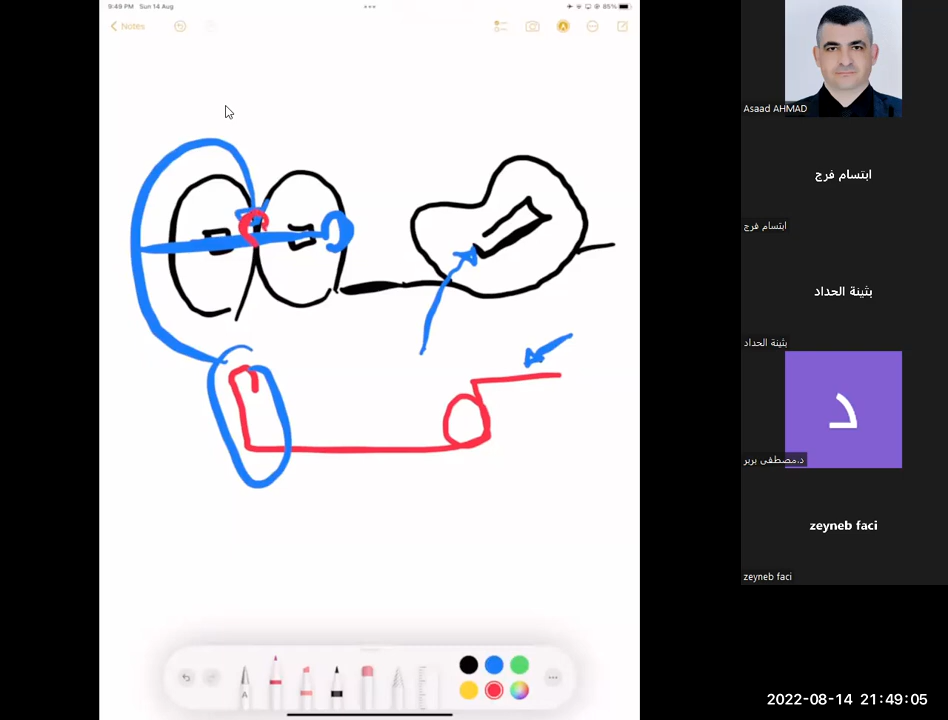 9:49 PM Sun 14 Aug
85%
Notes
A
Asaad AHMAD
ابتسام فرج
ابتسام فرج
بثينة الحداد
بثينة الحداد
د
د.مصطفى بربر
zeyneb faci
zeyneb faci
2022-08-14 21:49:05